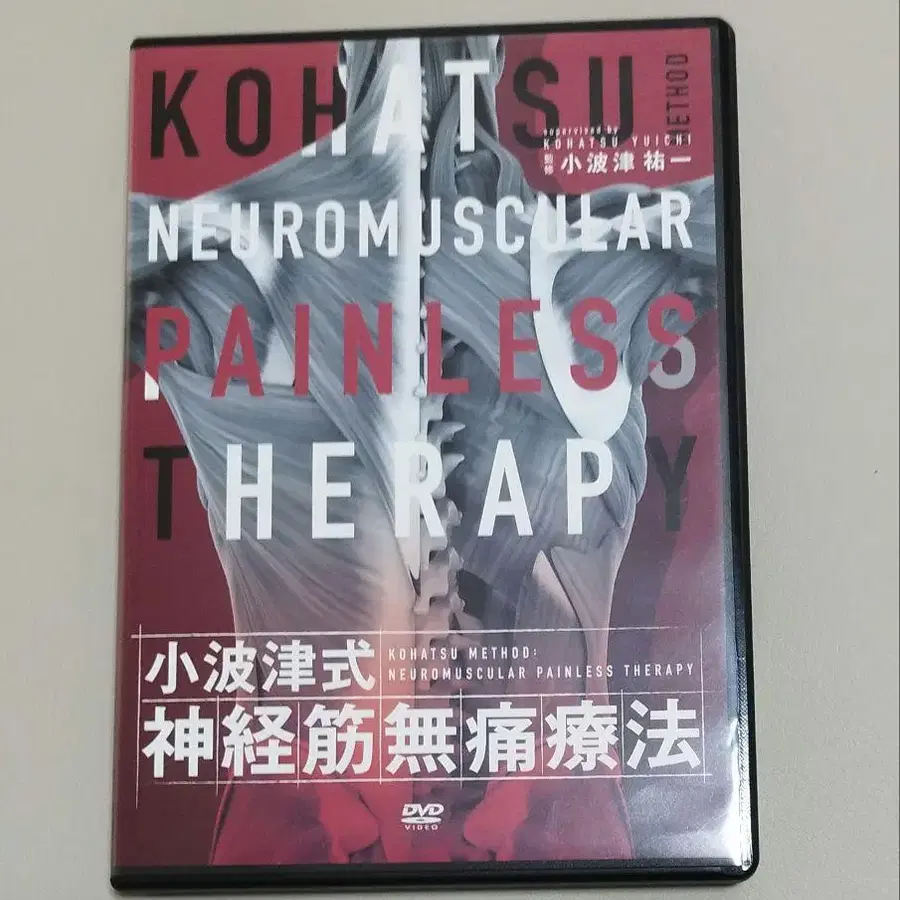 KOHATSU
METHOD
supervised by
KOHATSU YUICHI
監修 小波津 祐一
NEUROMUSCULAR
PAINLESS
THERAPY
小波津式
KOHATSU METHOD:
NEUROMUSCULAR PAINLESS THERAPY
神経筋無痛療法
DVD
VIDEO